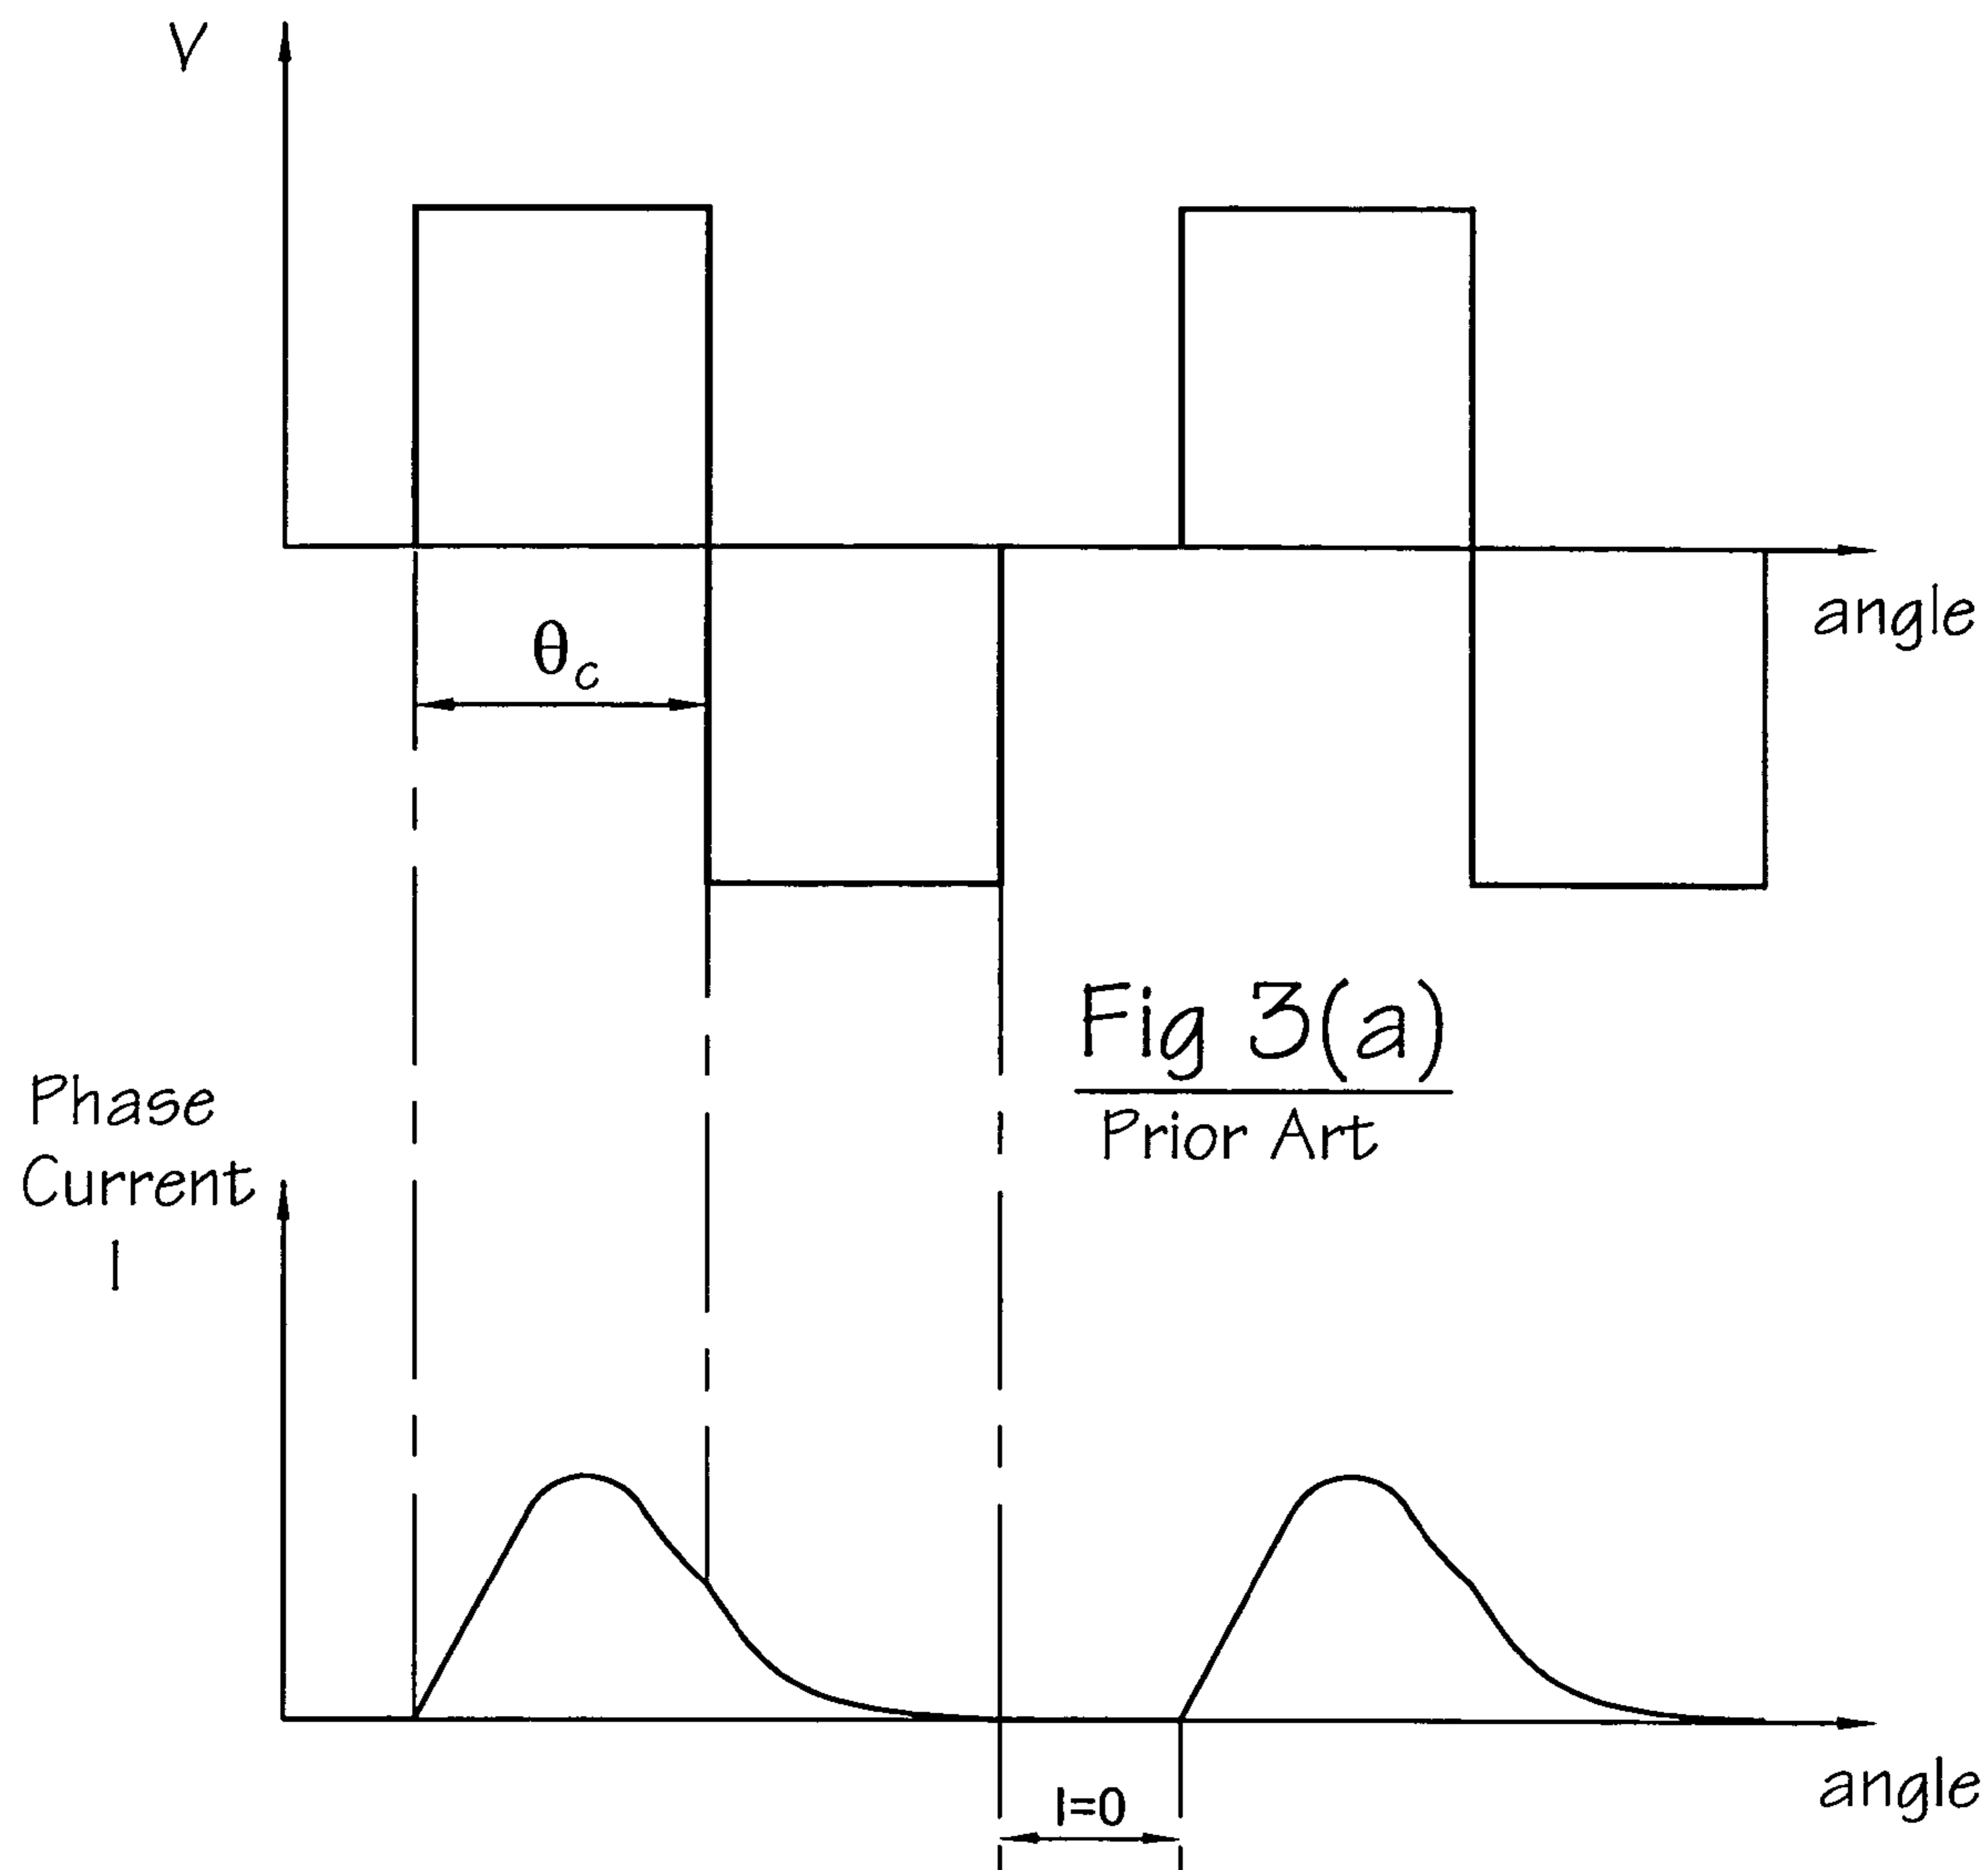 V
angle
θc
Fig 3(a)
Prior Art
Phase
Current
I
angle
I=0